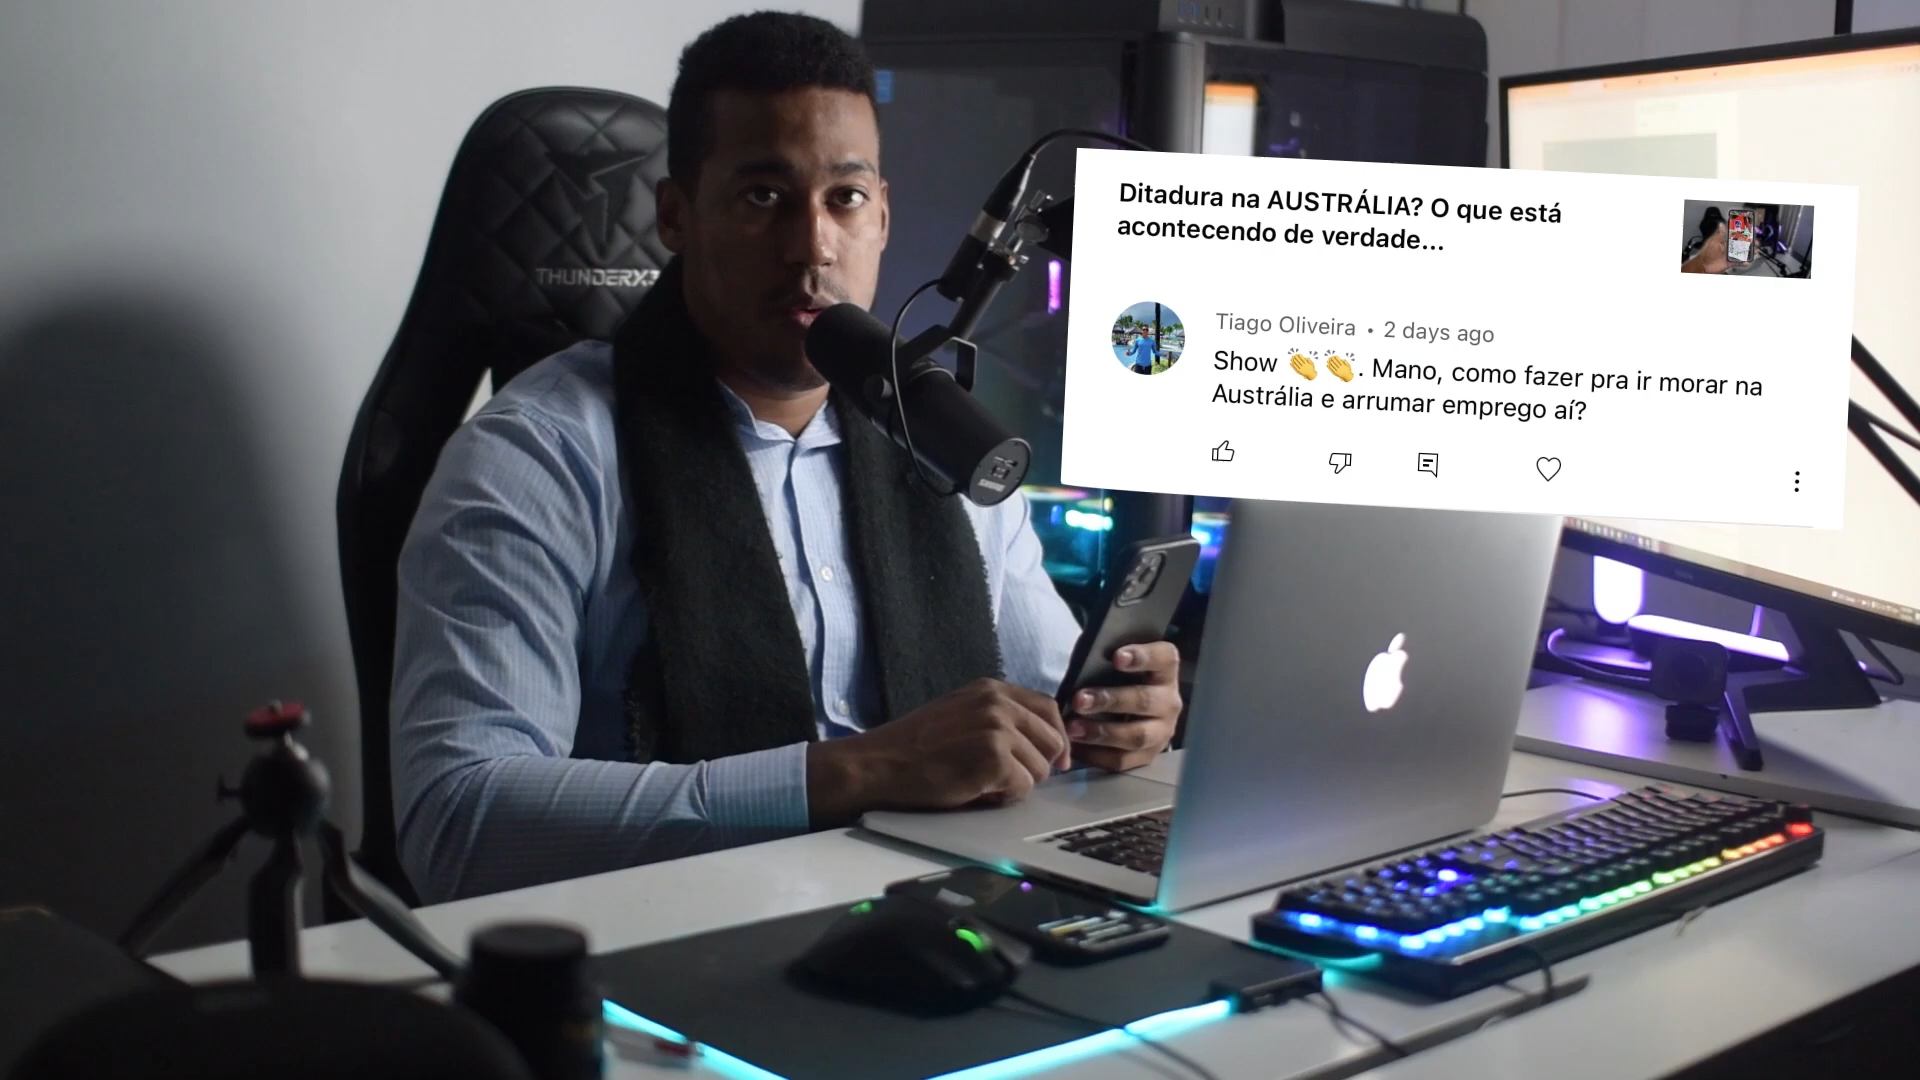 THUNDERX3
Ditadura na AUSTRÁLIA? O que está
acontecendo de verdade...
Tiago Oliveira • 2 days ago
Show 👏👏. Mano, como fazer pra ir morar na
Austrália e arrumar emprego aí?
SHURE